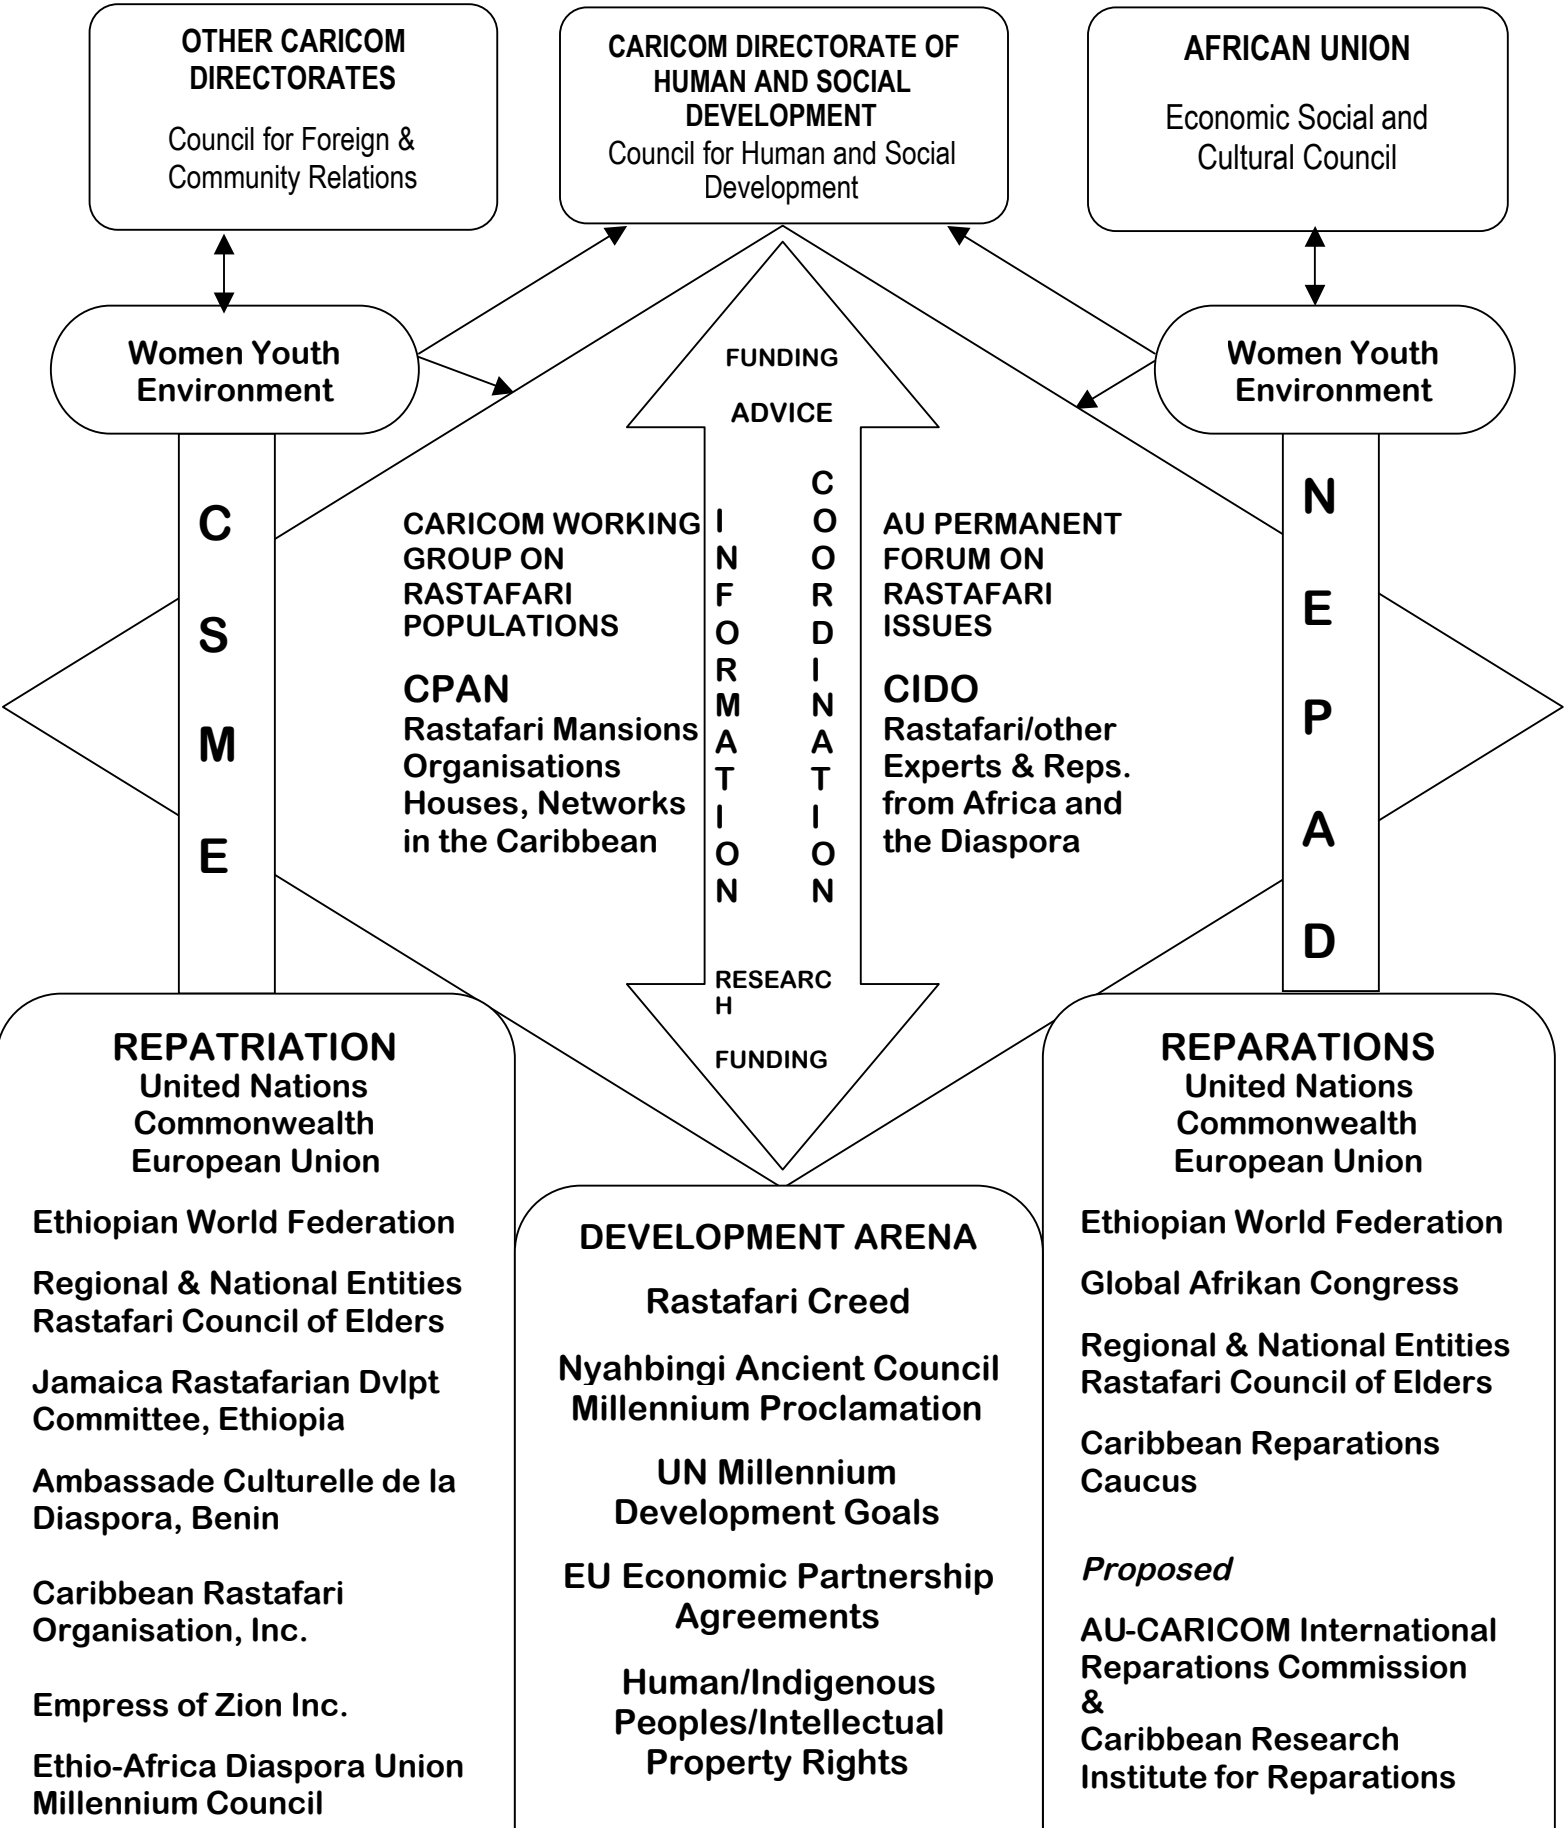 OTHER CARICOM
DIRECTORATES
Council for Foreign &
Community Relations
CARICOM DIRECTORATE OF
HUMAN AND SOCIAL
DEVELOPMENT
Council for Human and Social
Development
AFRICAN UNION
Economic Social and
Cultural Council
Women Youth
Environment
Women Youth
Environment
CSME
CARICOM WORKING
GROUP ON
RASTAFARI
POPULATIONS
CPAN
Rastafari Mansions
Organisations
Houses, Networks
in the Caribbean
FUNDING
ADVICE
INFORMATION
COORDINATION
RESEARC
H
FUNDING
AU PERMANENT
FORUM ON
RASTAFARI
ISSUES
CIDO
Rastafari/other
Experts & Reps.
from Africa and
the Diaspora
NEPAD
REPATRIATION
United Nations
Commonwealth
European Union
Ethiopian World Federation
Regional & National Entities
Rastafari Council of Elders
Jamaica Rastafarian Dvlpt
Committee, Ethiopia
Ambassade Culturelle de la
Diaspora, Benin
Caribbean Rastafari
Organisation, Inc.
Empress of Zion Inc.
Ethio-Africa Diaspora Union
Millennium Council
DEVELOPMENT ARENA
Rastafari Creed
Nyahbingi Ancient Council
Millennium Proclamation
UN Millennium
Development Goals
EU Economic Partnership
Agreements
Human/Indigenous
Peoples/Intellectual
Property Rights
REPARATIONS
United Nations
Commonwealth
European Union
Ethiopian World Federation
Global Afrikan Congress
Regional & National Entities
Rastafari Council of Elders
Caribbean Reparations
Caucus
Proposed
AU-CARICOM International
Reparations Commission
&
Caribbean Research
Institute for Reparations